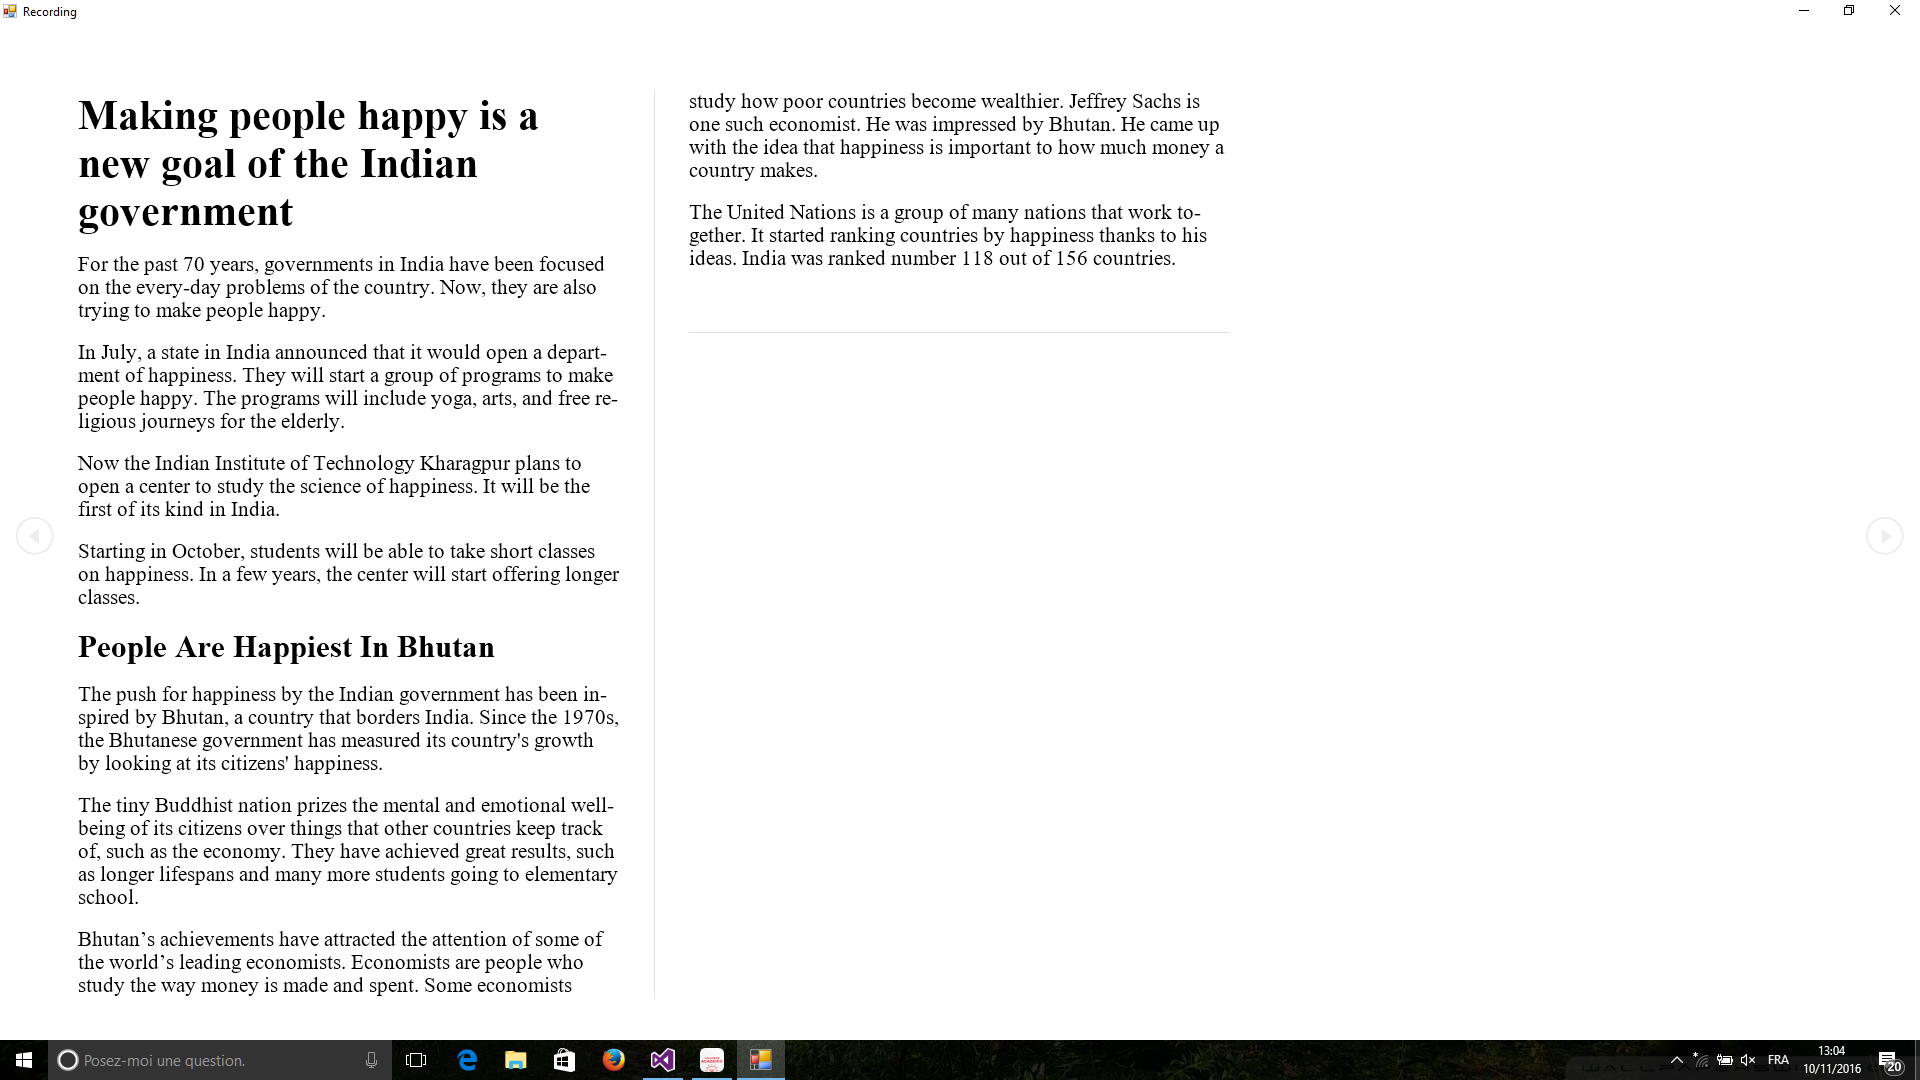 Recording
Making people happy is a
new goal of the Indian
government
For the past 70 years, governments in India have been focused
on the every-day problems of the country. Now, they are also
trying to make people happy.
In July, a state in India announced that it would open a depart-
ment of happiness. They will start a group of programs to make
people happy. The programs will include yoga, arts, and free re-
ligious journeys for the elderly.
Now the Indian Institute of Technology Kharagpur plans to
open a center to study the science of happiness. It will be the
first of its kind in India.
Starting in October, students will be able to take short classes
on happiness. In a few years, the center will start offering longer
classes.
People Are Happiest In Bhutan
The push for happiness by the Indian government has been in-
spired by Bhutan, a country that borders India. Since the 1970s,
the Bhutanese government has measured its country's growth
by looking at its citizens' happiness.
The tiny Buddhist nation prizes the mental and emotional well-
being of its citizens over things that other countries keep track
of, such as the economy. They have achieved great results, such
as longer lifespans and many more students going to elementary
school.
Bhutan’s achievements have attracted the attention of some of
the world’s leading economists. Economists are people who
study the way money is made and spent. Some economists
study how poor countries become wealthier. Jeffrey Sachs is
one such economist. He was impressed by Bhutan. He came up
with the idea that happiness is important to how much money a
country makes.
The United Nations is a group of many nations that work to-
gether. It started ranking countries by happiness thanks to his
ideas. India was ranked number 118 out of 156 countries.
Posez-moi une question.
FRA
13:04
10/11/2016
20